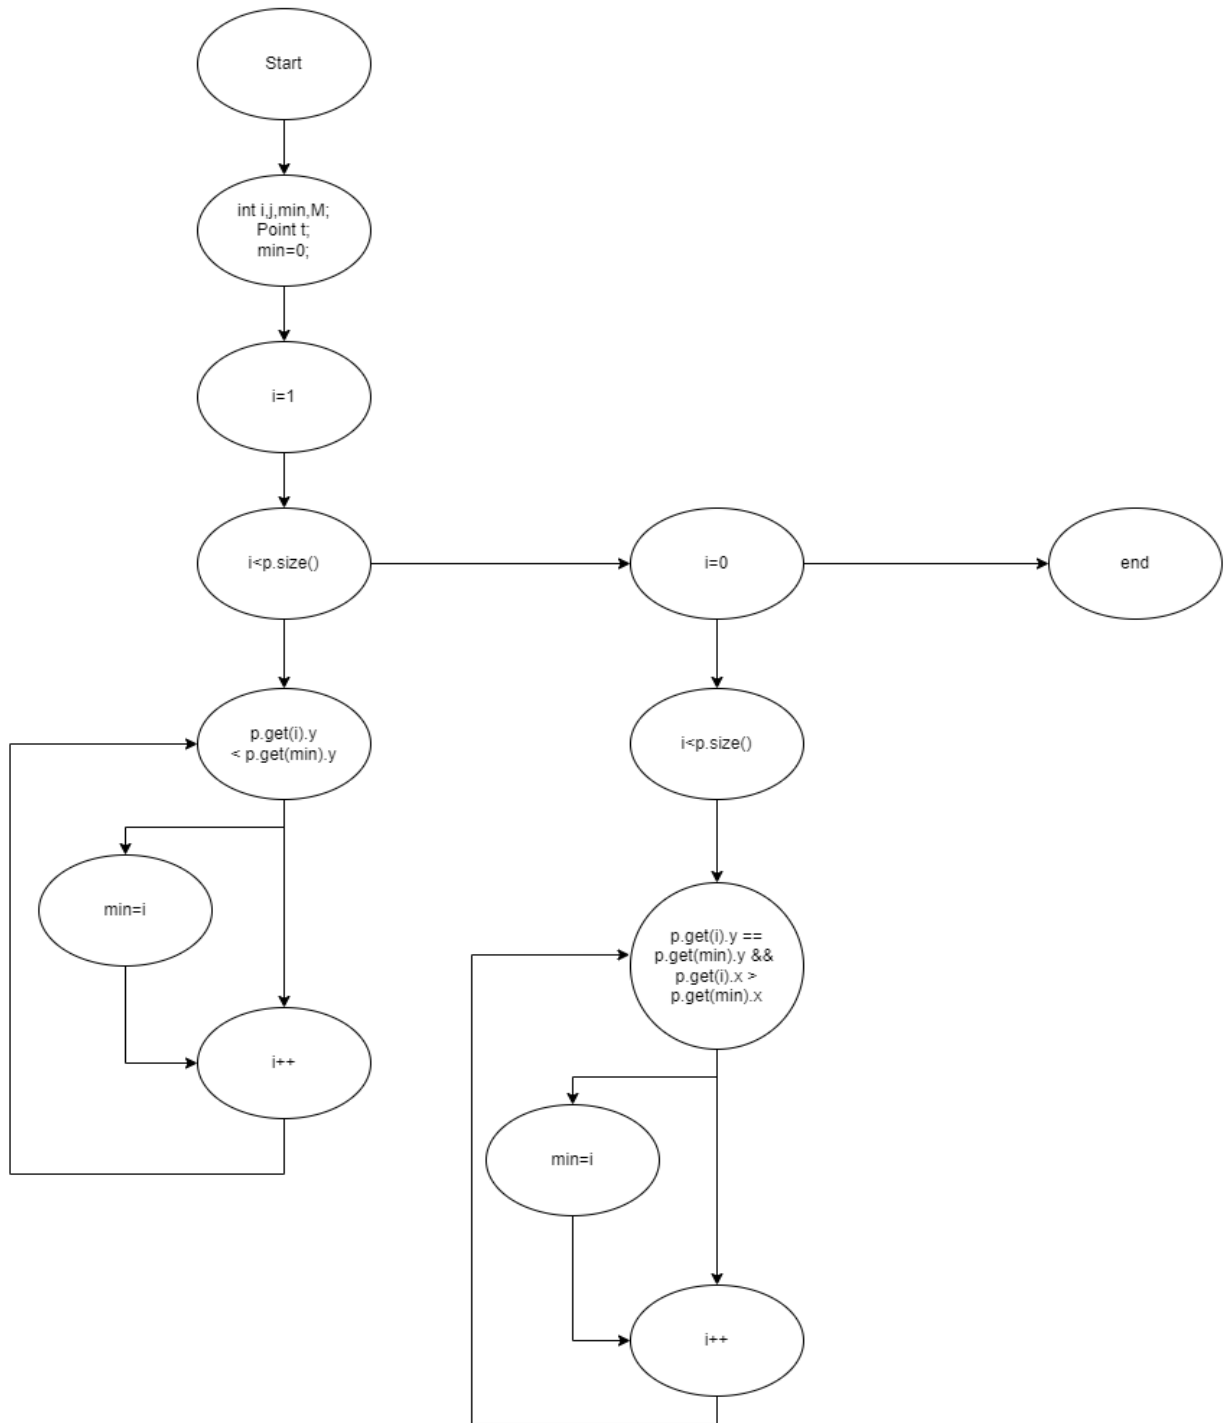 Start
int i,j,min,M;
Point t;
min=0;
i=1
i<p.size()
i=0
end
p.get(i).y
< p.get(min).y
i<p.size()
min=i
p.get(i).y ==
p.get(min).y &&
p.get(i).x >
p.get(min).x
i++
min=i
i++